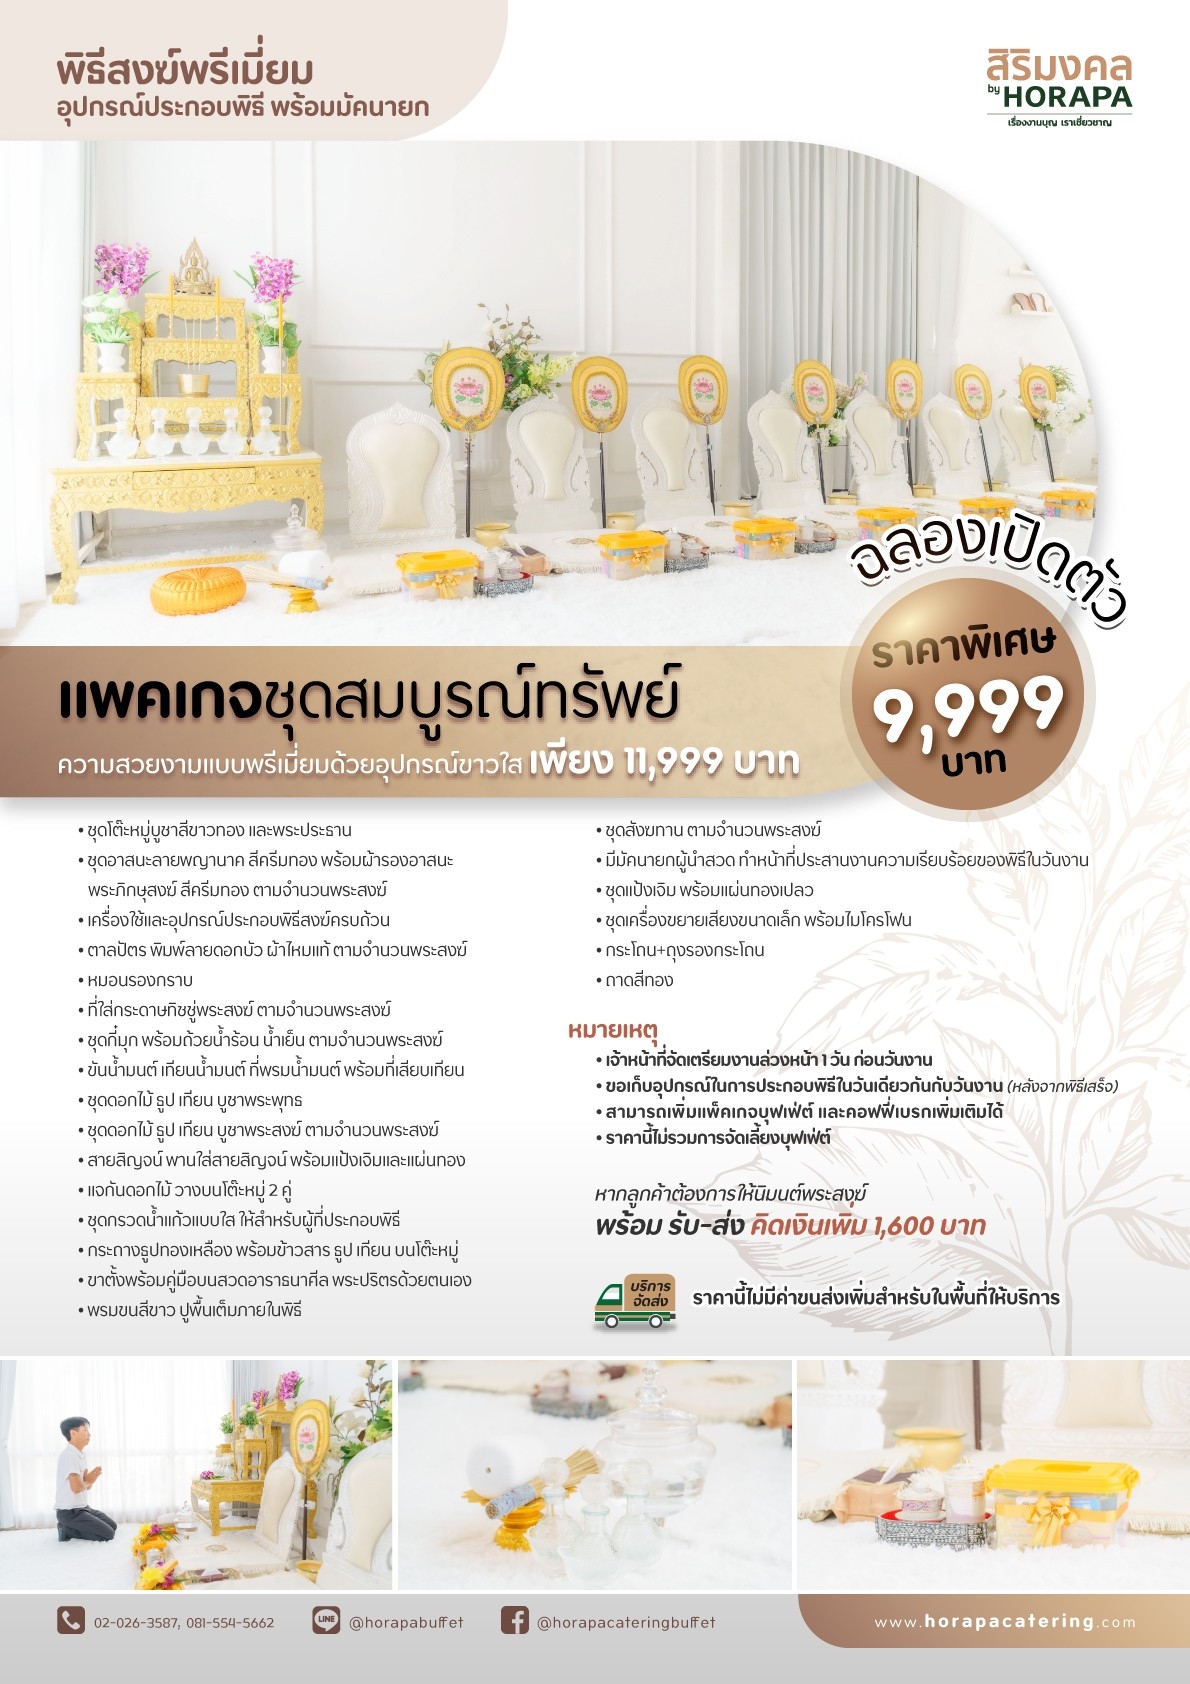 พิธีสงฆ์พรีเมี่ยม
อุปกรณ์ประกอบพิธี พร้อมมัคนายก
สิริมงคล
by HORAPA
เรื่องงานบุญ เราเชี่ยวชาญ
ฉลองเปิดตัว
ราคาพิเศษ
9,999
บาท
แพคเกจชุดสมบูรณ์ทรัพย์
ความสวยงามแบบพรีเมี่ยมด้วยอุปกรณ์ขาวใส เพียง 11,999 บาท
• ชุดโต๊ะหมู่บูชาสีขาวทอง และพระประธาน
• ชุดอาสนะลายพญานาค สีครีมทอง พร้อมผ้ารองอาสนะ
พระภิกษุสงฆ์ สีครีมทอง ตามจำนวนพระสงฆ์
• เครื่องใช้และอุปกรณ์ประกอบพิธีสงฆ์ครบถ้วน
• ตาลปัตร พิมพ์ลายดอกบัว ผ้าไหมแท้ ตามจำนวนพระสงฆ์
• หมอนรองกราบ
• ที่ใส่กระดาษทิชชู่พระสงฆ์ ตามจำนวนพระสงฆ์
• ชุดกี๋มุก พร้อมถ้วยน้ำร้อน น้ำเย็น ตามจำนวนพระสงฆ์
• ขันน้ำมนต์ เทียนน้ำมนต์ ที่พรมน้ำมนต์ พร้อมที่เสียบเทียน
• ชุดดอกไม้ ธูป เทียน บูชาพระพุทธ
• ชุดดอกไม้ ธูป เทียน บูชาพระสงฆ์ ตามจำนวนพระสงฆ์
• สายสิญจน์ พานใส่สายสิญจน์ พร้อมแป้งเจิมและแผ่นทอง
• แจกันดอกไม้ วางบนโต๊ะหมู่ 2 คู่
• ชุดกรวดน้ำแก้วแบบใส ให้สำหรับผู้ที่ประกอบพิธี
• กระถางธูปทองเหลือง พร้อมข้าวสาร ธูป เทียน บนโต๊ะหมู่
• ขาตั้งพร้อมคู่มือบนสวดอาราธนาศีล พระปริตรด้วยตนเอง
• พรมขนสีขาว ปูพื้นเต็มภายในพิธี
• ชุดสังฆทาน ตามจำนวนพระสงฆ์
• มีมัคนายกผู้นำสวด ทำหน้าที่ประสานงานความเรียบร้อยของพิธีในวันงาน
• ชุดแป้งเจิม พร้อมแผ่นทองเปลว
• ชุดเครื่องขยายเสียงขนาดเล็ก พร้อมไมโครโฟน
• กระโถน+ถุงรองกระโถน
• ถาดสีทอง
หมายเหตุ
• เจ้าหน้าที่จัดเตรียมงานล่วงหน้า 1 วัน ก่อนวันงาน
• ขอเก็บอุปกรณ์ในการประกอบพิธีในวันเดียวกันกับวันงาน (หลังจากพิธีเสร็จ)
• สามารถเพิ่มแพ็คเกจบุฟเฟ่ต์ และคอฟฟี่เบรกเพิ่มเติมได้
• ราคานี้ไม่รวมการจัดเลี้ยงบุฟเฟ่ต์
หากลูกค้าต้องการให้นิมนต์พระสงฆ์
พร้อม รับ-ส่ง คิดเงินเพิ่ม 1,600 บาท
บริการ
จัดส่ง
ราคานี้ไม่มีค่าขนส่งเพิ่มสำหรับในพื้นที่ให้บริการ
02-026-3587, 081-554-5662
LINE @horapabuffet
@horapacateringbuffet
www.horapacatering.com